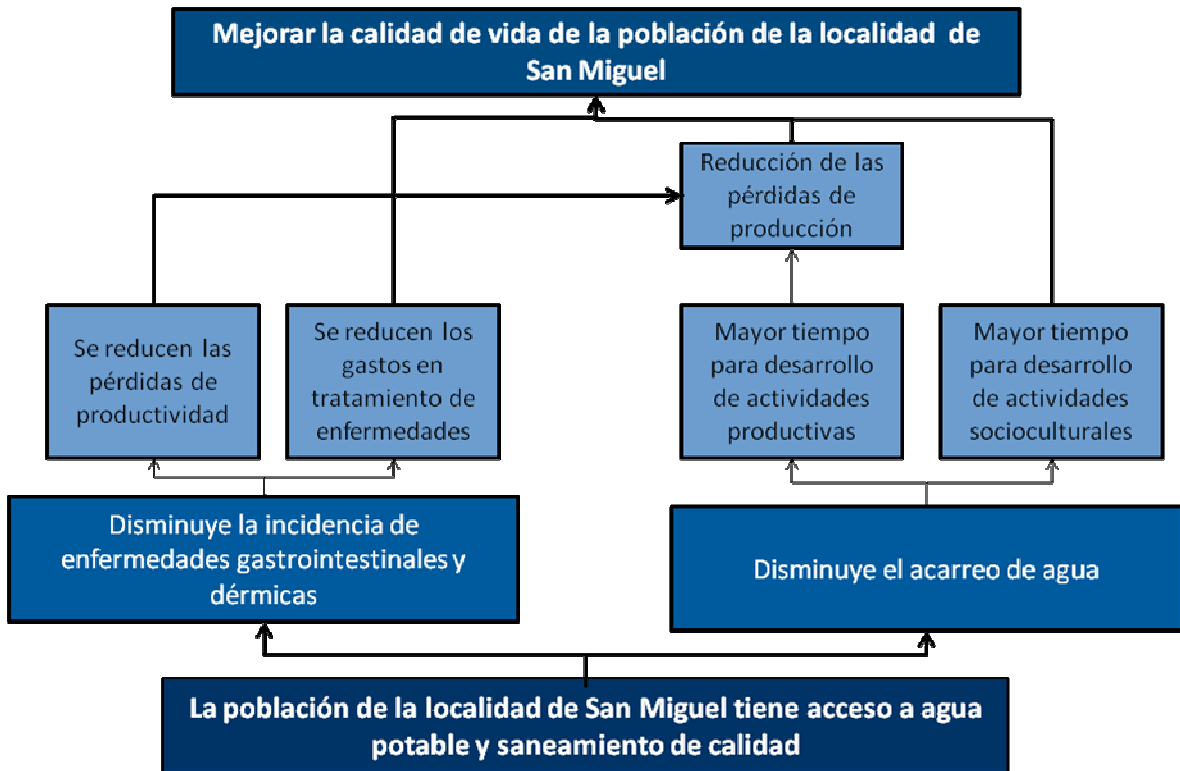 Mejorar la calidad de vida de la población de la localidad de
San Miguel
Reducción de las
pérdidas de
producción
Se reducen las
pérdidas de
productividad
Se reducen los
gastos en
tratamiento de
enfermedades
Mayor tiempo
para desarrollo
de actividades
productivas
Mayor tiempo
para desarrollo
de actividades
socioculturales
Disminuye la incidencia de
enfermedades gastrointestinales y
dérmicas
Disminuye el acarreo de agua
La población de la localidad de San Miguel tiene acceso a agua
potable y saneamiento de calidad